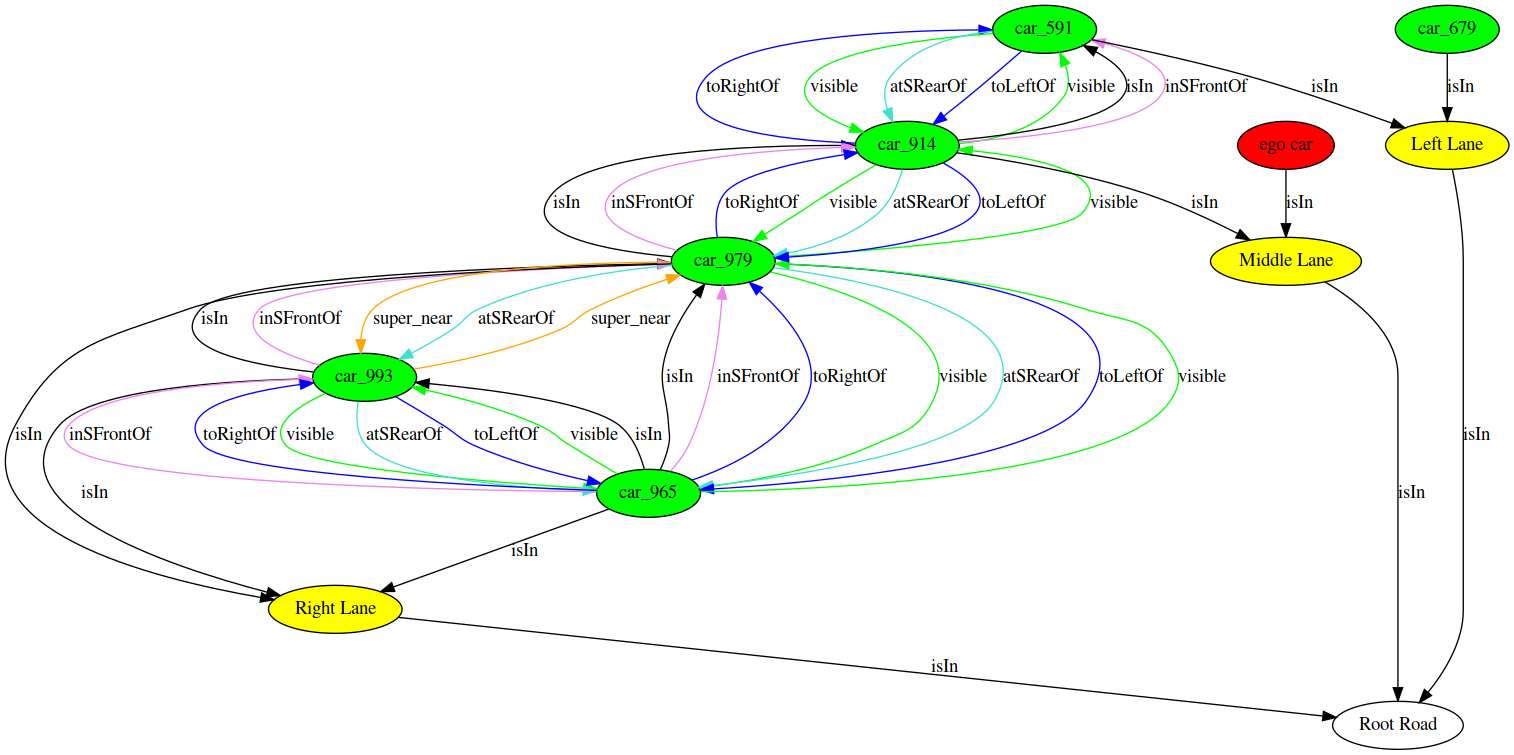 car_591
car_679
toRightOf
visible
atSRearOf
toLeftOf
visible
isIn
inSFrontOf
isIn
isIn
car_914
ego car
Left Lane
isIn
inSFrontOf
toRightOf
visible
atSRearOf
toLeftOf
visible
isIn
isIn
car_979
Middle Lane
isIn
inSFrontOf
super_near
atSRearOf
super_near
car_993
isIn
inSFrontOf
toRightOf
visible
atSRearOf
toLeftOf
visible
isIn
inSFrontOf
toRightOf
visible
atSRearOf
toLeftOf
visible
isIn
isIn
isIn
car_965
isIn
isIn
isIn
Right Lane
isIn
Root Road